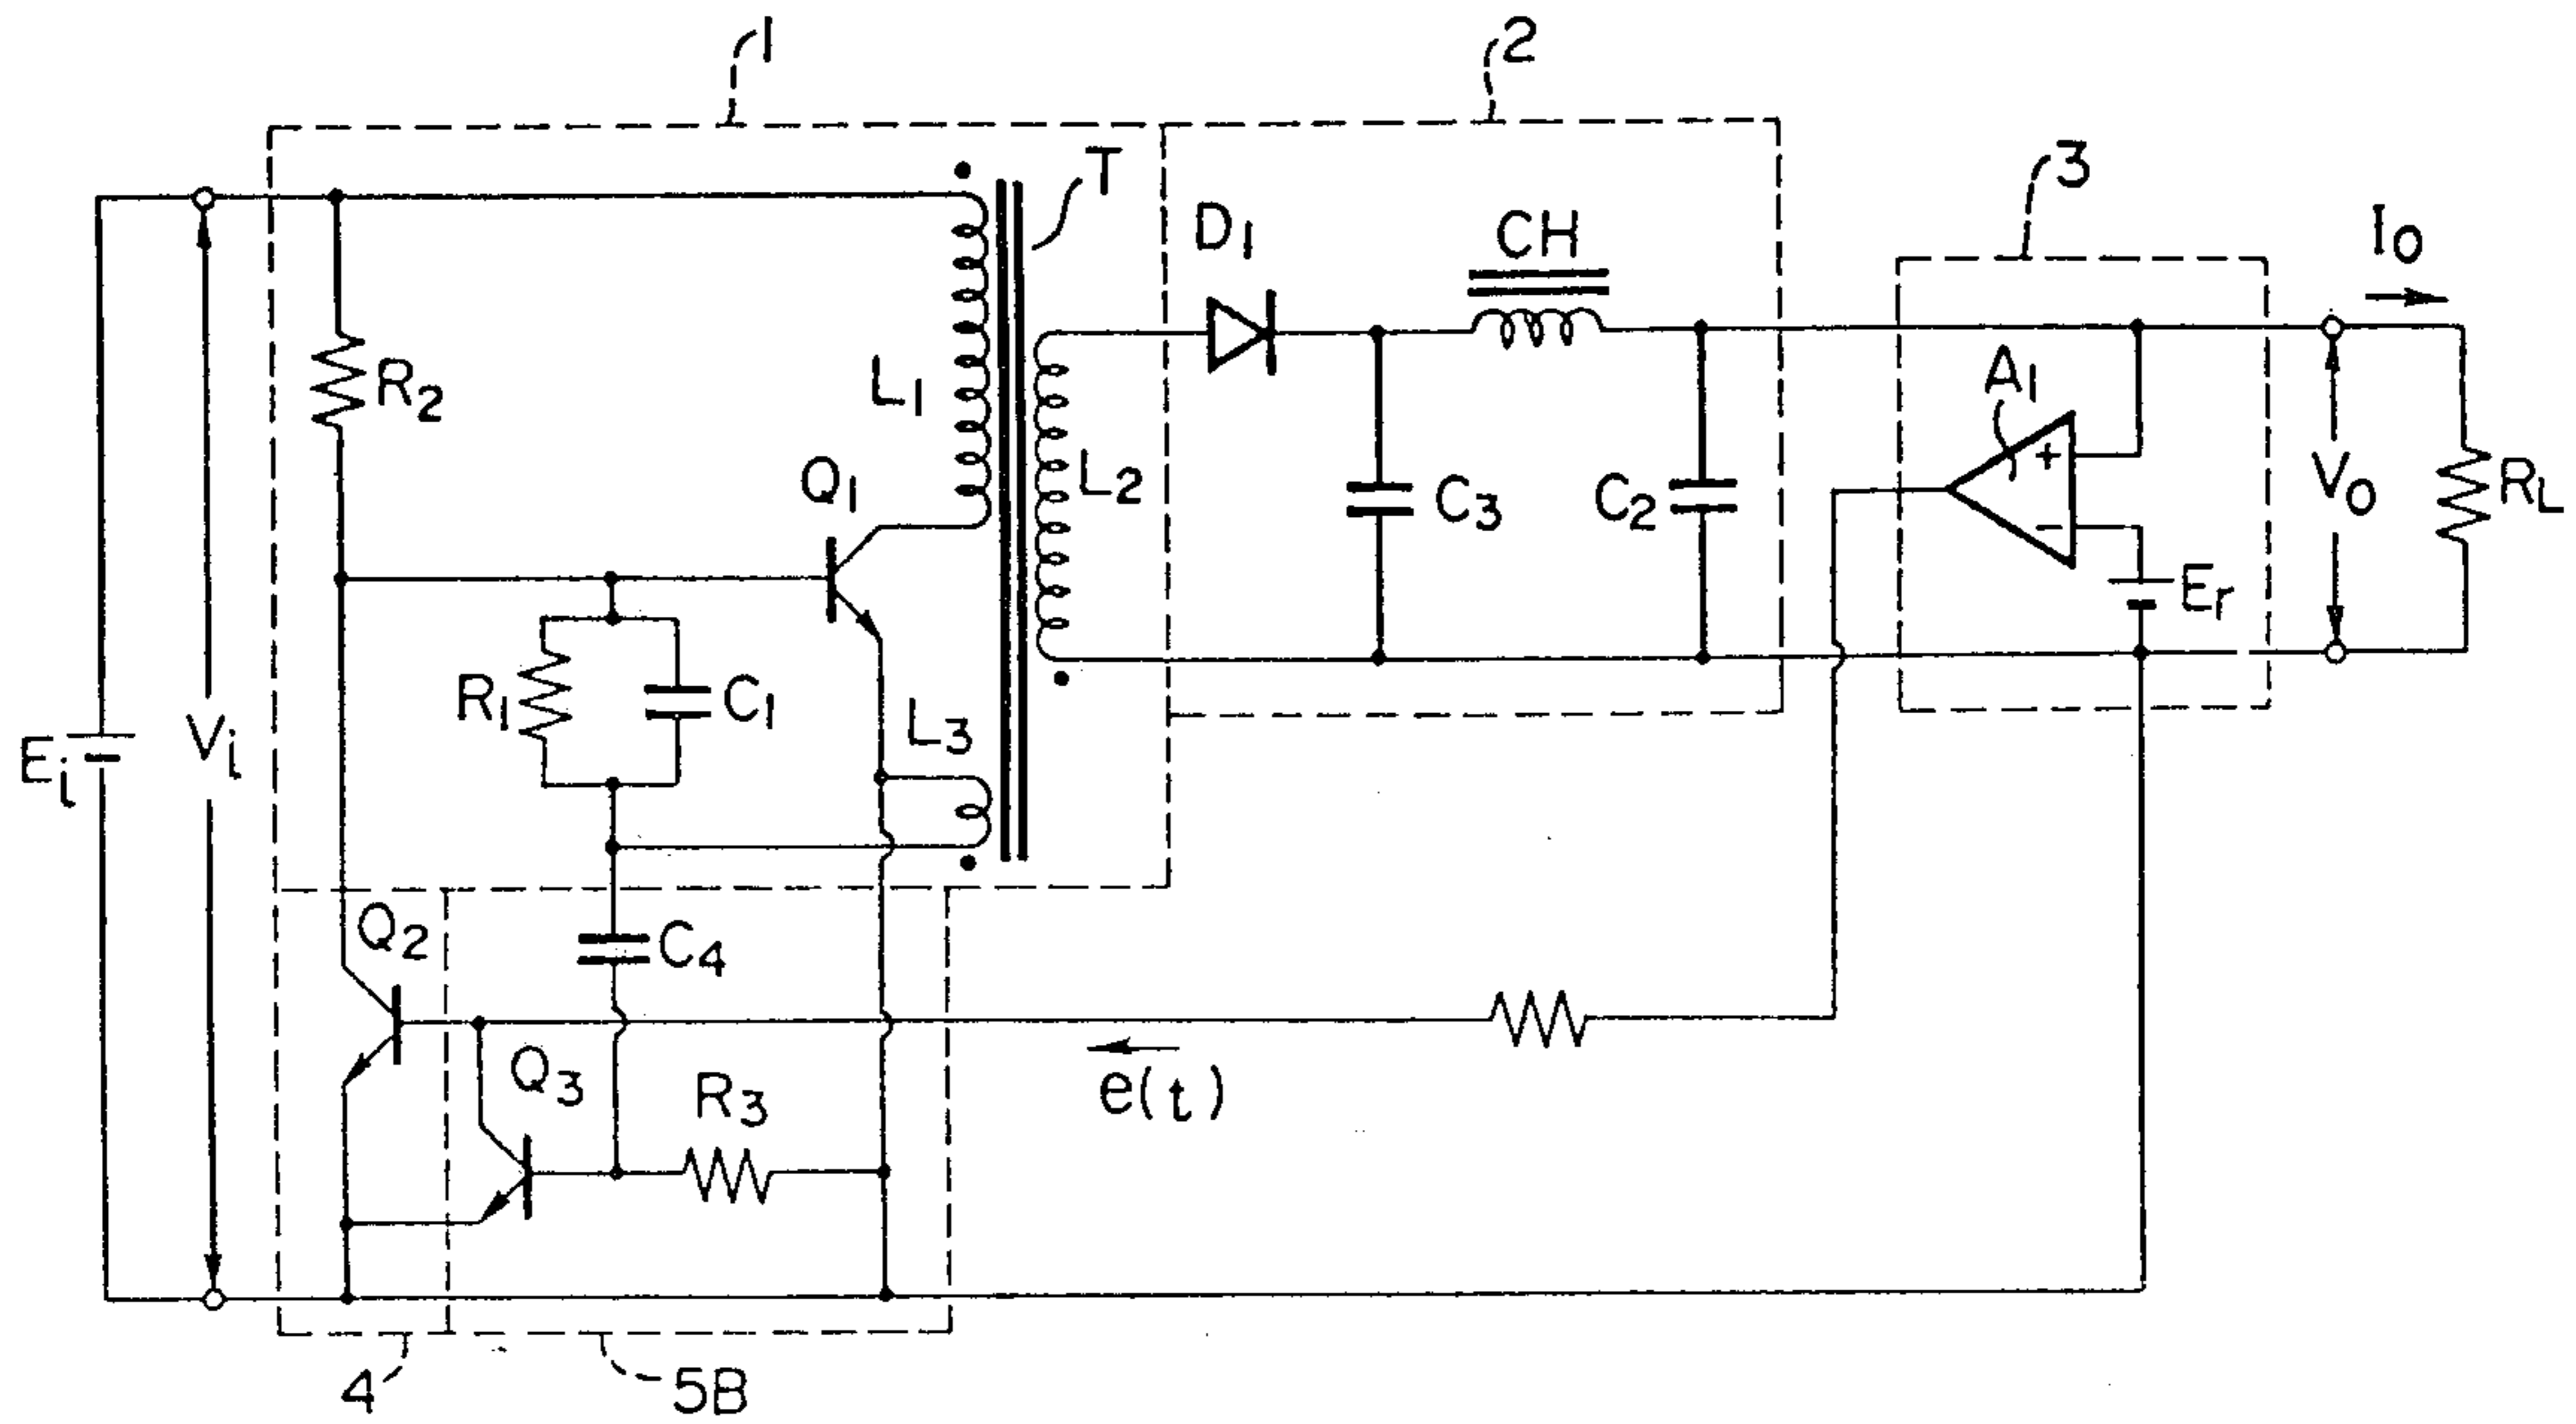 1
2
T
3
D1
CH
I0
R2
L1
A1
+
Q1
L2
C3
C2
V0
RL
−
Er
R1
C1
L3
Ei
Vi
Q2
C4
Q3
R3
e(t)
4
5B